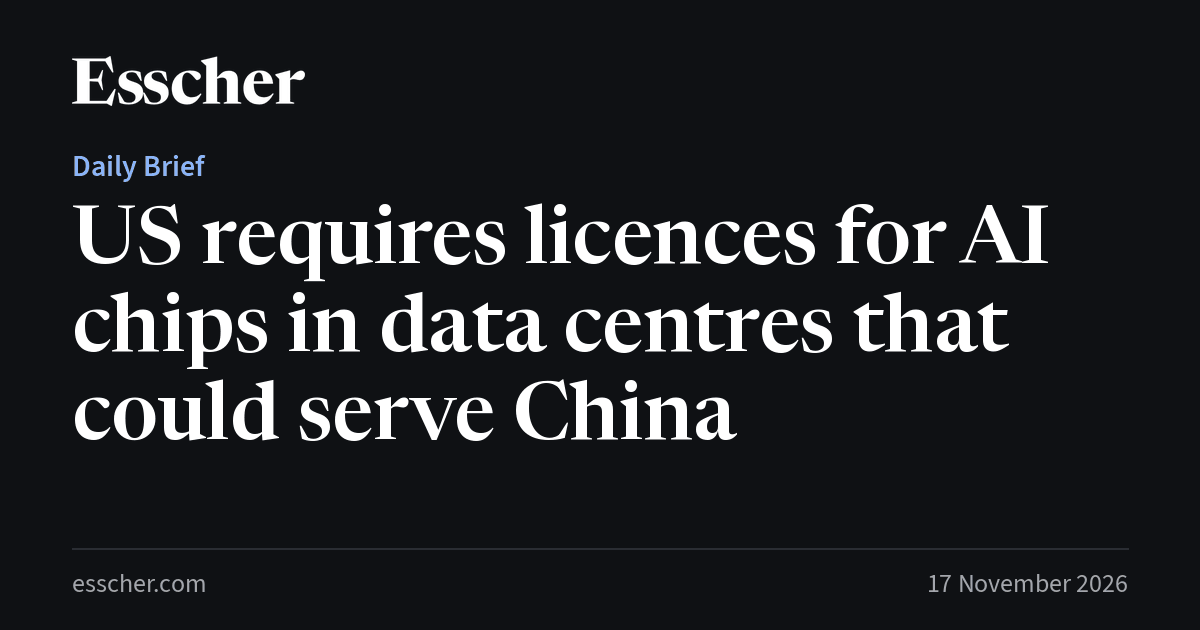 Esscher
Daily Brief
US requires licences for AI
chips in data centres that
could serve China
esscher.com
17 November 2026